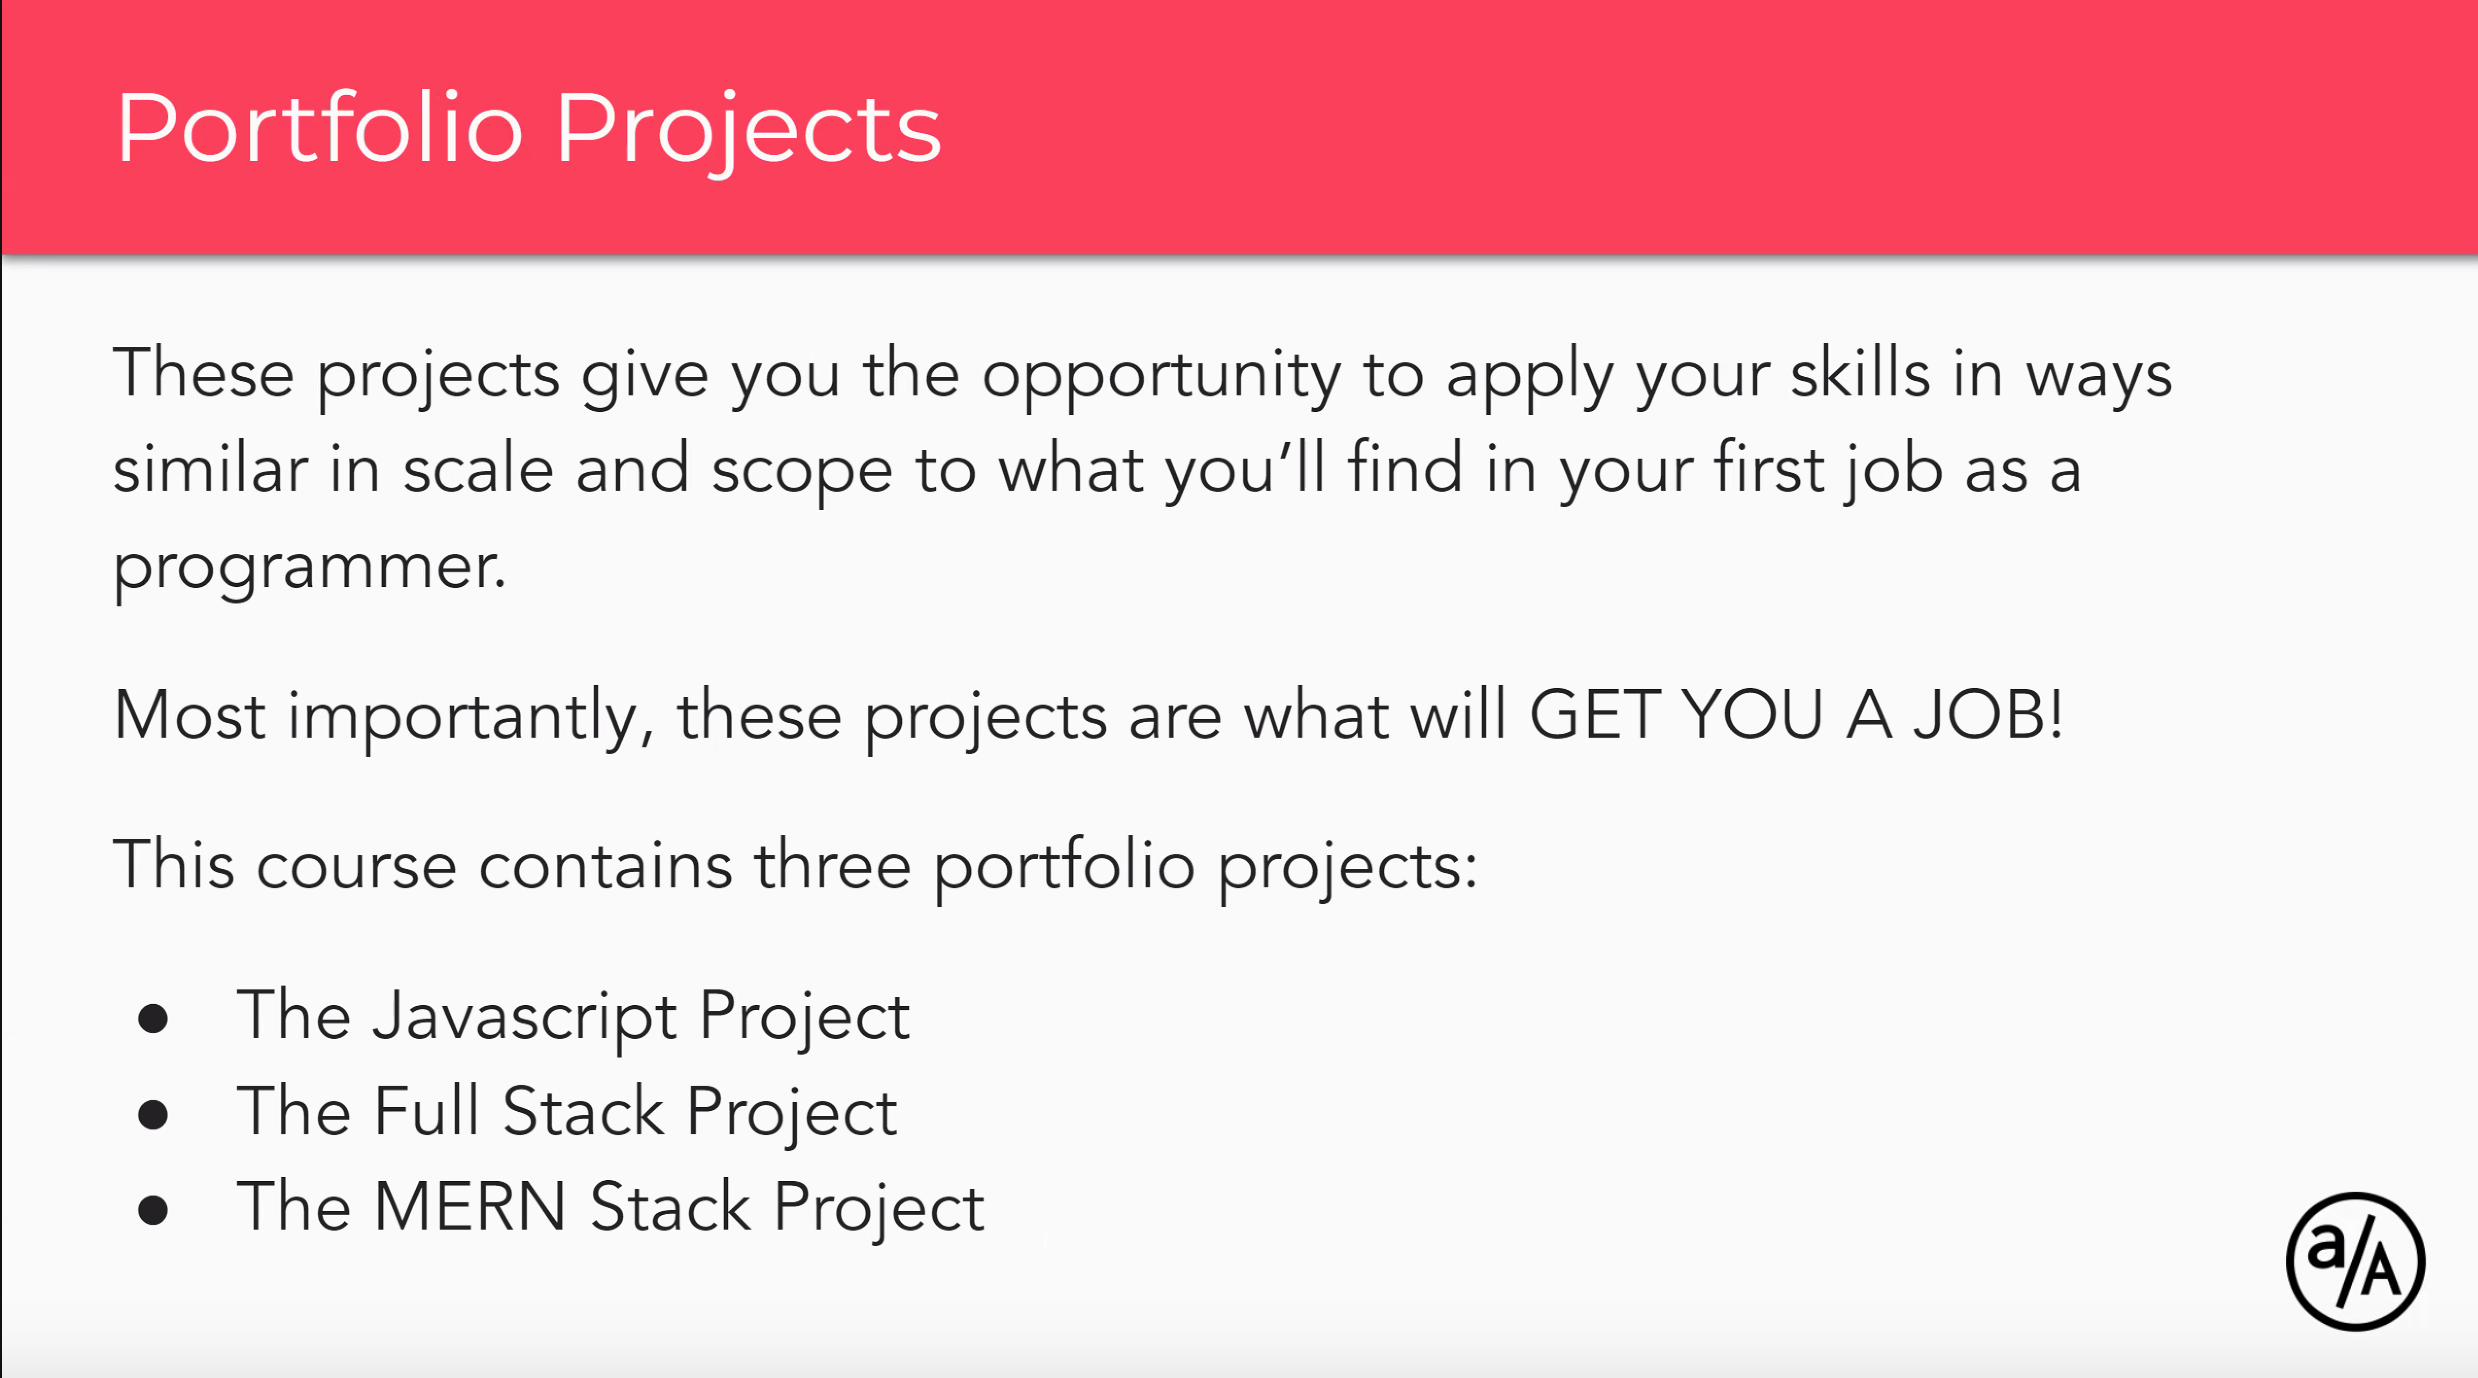 Portfolio Projects
These projects give you the opportunity to apply your skills in ways
similar in scale and scope to what you’ll find in your first job as a
programmer.
Most importantly, these projects are what will GET YOU A JOB!
This course contains three portfolio projects:
● The Javascript Project
● The Full Stack Project
● The MERN Stack Project
a/A